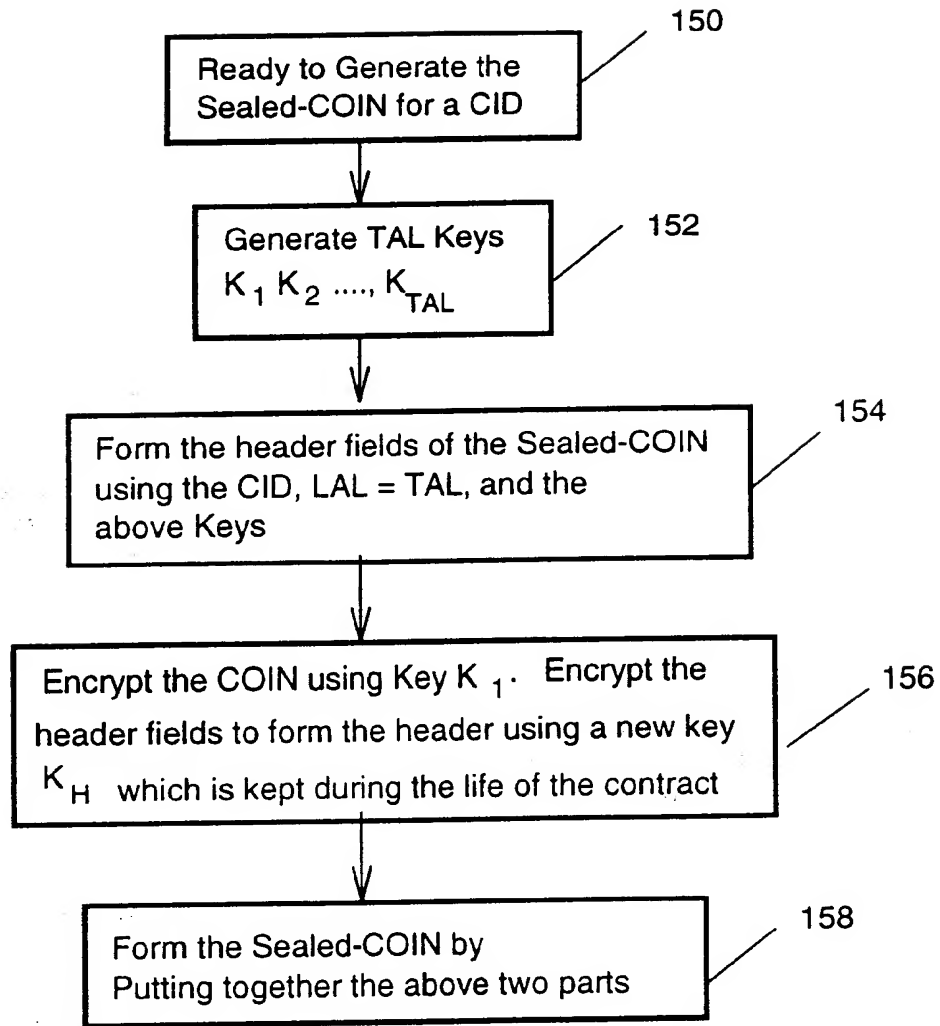 150
Ready to Generate the
Sealed-COIN for a CID
152
Generate TAL Keys
K 1 K 2 ...., K TAL
154
Form the header fields of the Sealed-COIN
using the CID, LAL = TAL, and the
above Keys
156
Encrypt the COIN using Key K 1. Encrypt the
header fields to form the header using a new key
K H which is kept during the life of the contract
158
Form the Sealed-COIN by
Putting together the above two parts